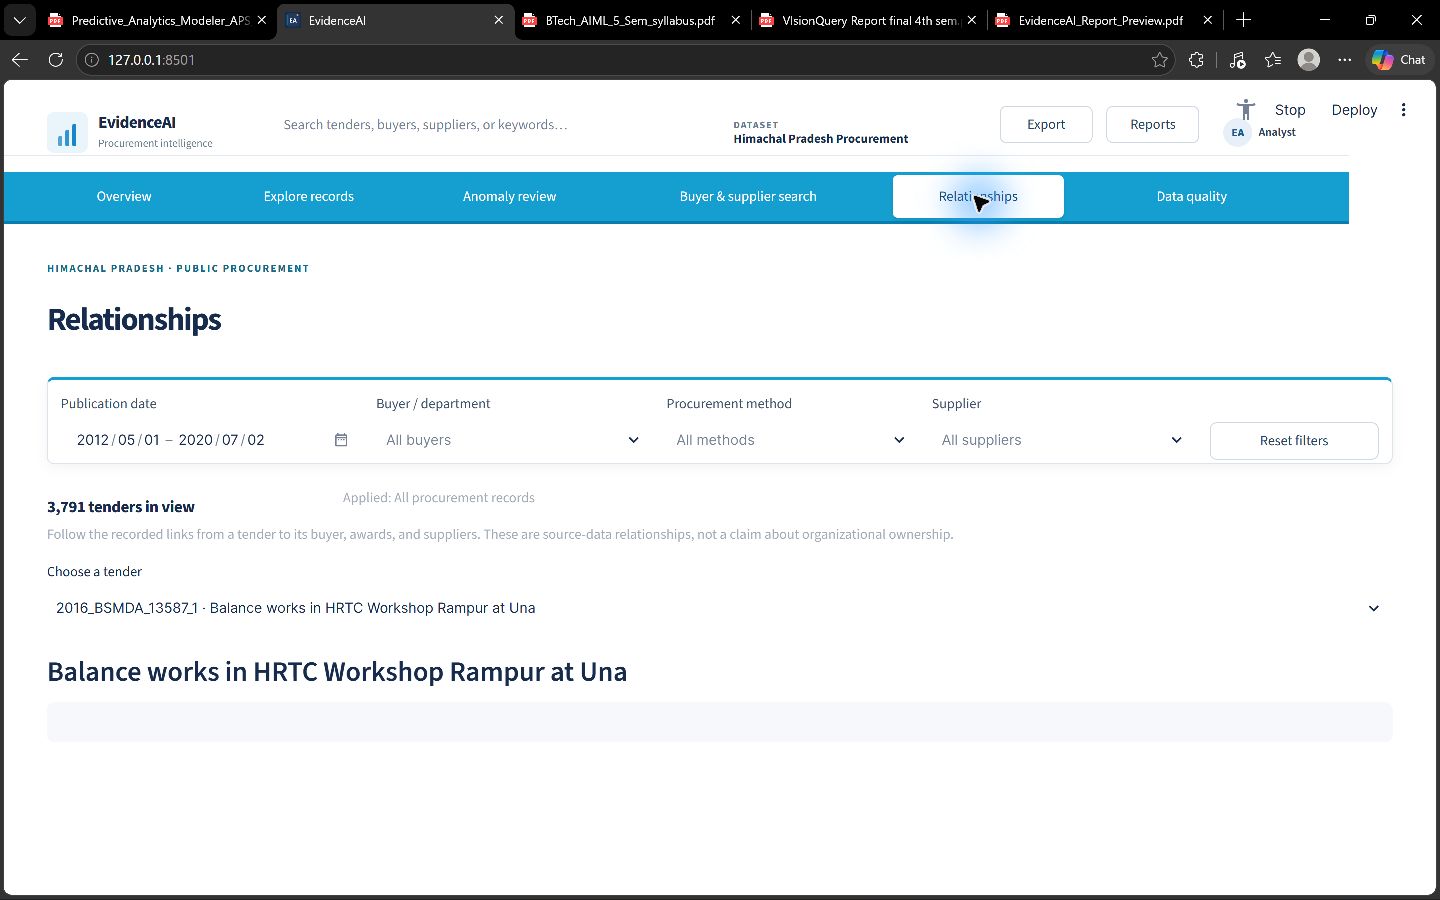 Predictive_Analytics_Modeler_APS
EvidenceAI
BTech_AIML_5_Sem_syllabus.pdf
VIsionQuery Report final 4th sem.
EvidenceAI_Report_Preview.pdf
127.0.0.1:8501
Chat
EvidenceAI
Procurement intelligence
Search tenders, buyers, suppliers, or keywords...
DATASET
Himachal Pradesh Procurement
Export
Reports
Stop
Deploy
EA
Analyst
Overview
Explore records
Anomaly review
Buyer & supplier search
Relationships
Data quality
HIMACHAL PRADESH · PUBLIC PROCUREMENT
Relationships
Publication date
Buyer / department
Procurement method
Supplier
2012/05/01 – 2020/07/02
All buyers
All methods
All suppliers
Reset filters
3,791 tenders in view
Applied: All procurement records
Follow the recorded links from a tender to its buyer, awards, and suppliers. These are source-data relationships, not a claim about organizational ownership.
Choose a tender
2016_BSMDA_13587_1 · Balance works in HRTC Workshop Rampur at Una
Balance works in HRTC Workshop Rampur at Una